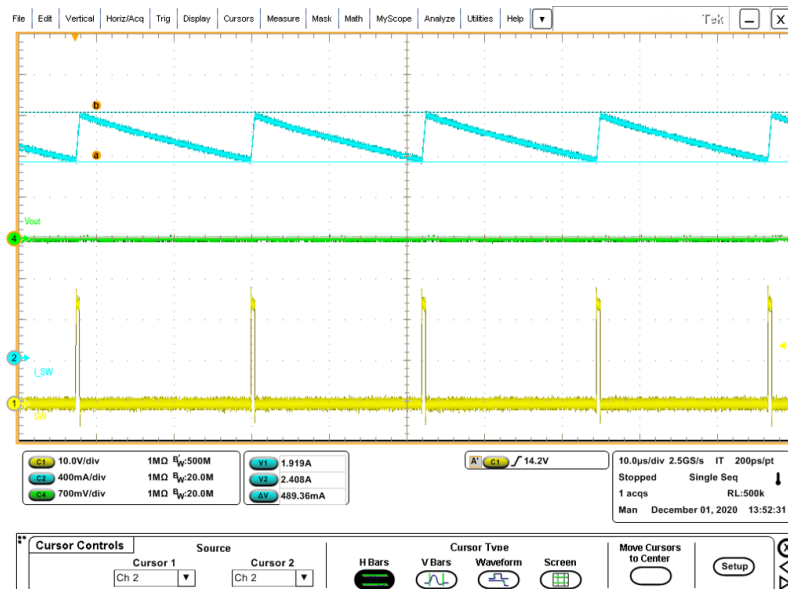 File Edit Vertical Horiz/Acq Trig Display Cursors Measure Mask Math MyScope Analyze Utilities Help Tek X
b
a
Vout
4
2
I_SW
1
C1 10.0V/div 1MΩ BW:500M
C2 400mA/div 1MΩ BW:20.0M
C4 700mV/div 1MΩ BW:20.0M
V1 1.919A
V2 2.408A
ΔV 489.36mA
A' C1 14.2V
10.0µs/div 2.5GS/s IT 200ps/pt
Stopped Single Seq
1 acqs RL:500k
Man December 01, 2020 13:52:31
Cursor Controls
Source
Cursor 1 Cursor 2
Ch 2 Ch 2
Cursor Type
H Bars V Bars Waveform Screen
Move Cursors
to Center
Setup